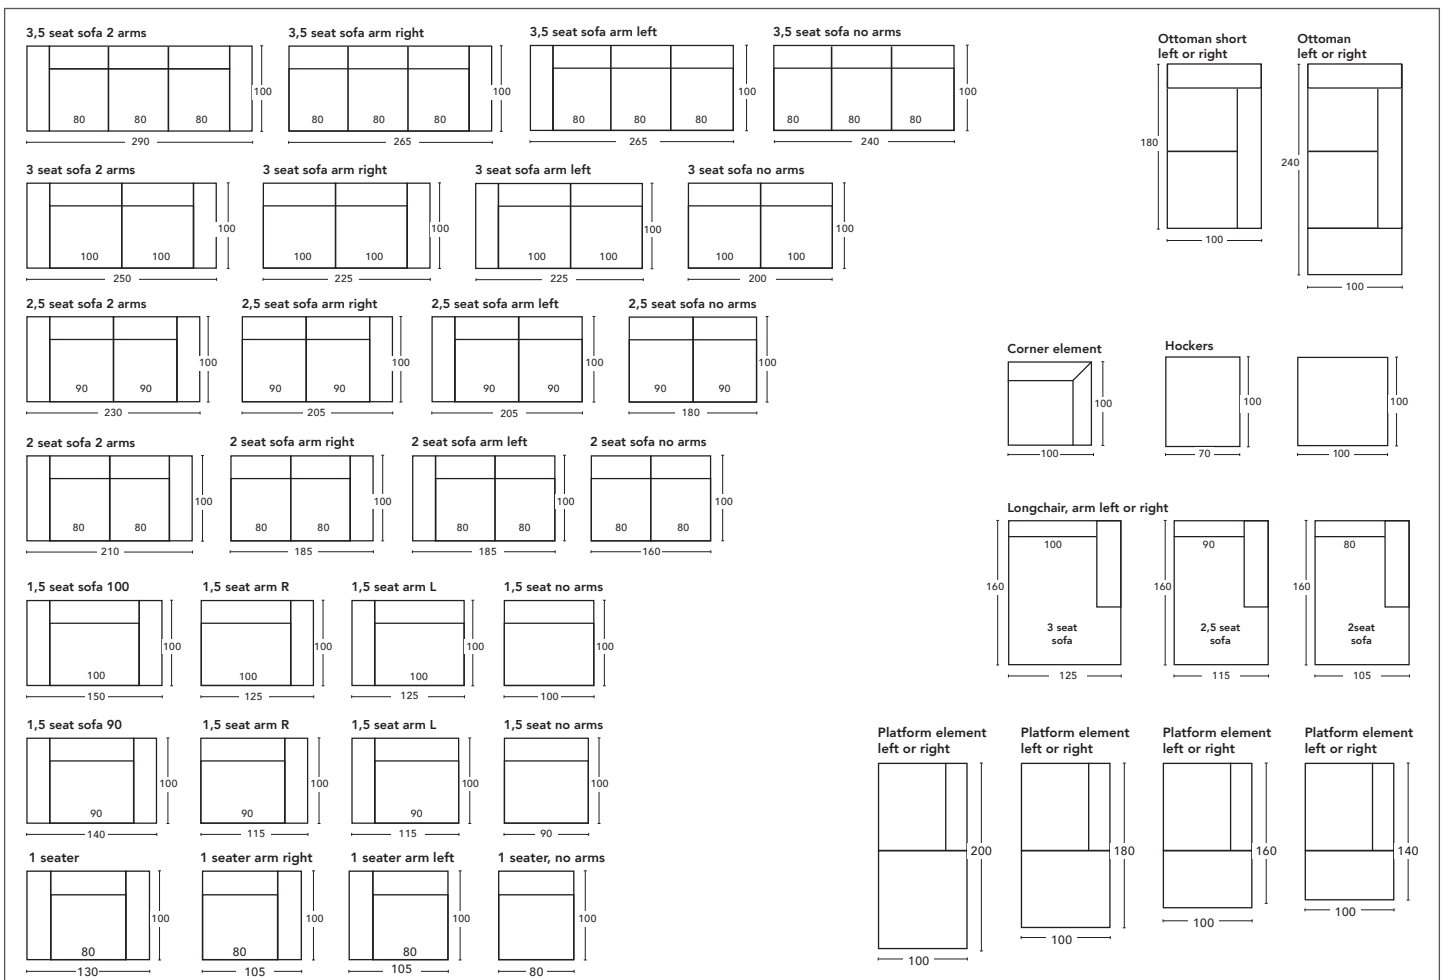 3,5 seat sofa 2 arms
100
80 80 80
290
3,5 seat sofa arm right
100
80 80 80
265
3,5 seat sofa arm left
100
80 80 80
265
3,5 seat sofa no arms
100
80 80 80
240
3 seat sofa 2 arms
100
100 100
250
3 seat sofa arm right
100
100 100
225
3 seat sofa arm left
100
100 100
225
3 seat sofa no arms
100
100 100
200
2,5 seat sofa 2 arms
100
90 90
230
2,5 seat sofa arm right
100
90 90
205
2,5 seat sofa arm left
100
90 90
205
2,5 seat sofa no arms
100
90 90
180
2 seat sofa 2 arms
100
80 80
210
2 seat sofa arm right
100
80 80
185
2 seat sofa arm left
100
80 80
185
2 seat sofa no arms
100
80 80
160
1,5 seat sofa 100
100
100
150
1,5 seat arm R
100
100
125
1,5 seat arm L
100
100
125
1,5 seat no arms
100
100
1,5 seat sofa 90
100
90
140
1,5 seat arm R
100
90
115
1,5 seat arm L
100
90
115
1,5 seat no arms
100
90
1 seater
100
80
130
1 seater arm right
100
80
105
1 seater arm left
100
80
105
1 seater, no arms
100
80
Ottoman short
left or right
180
100
Ottoman
left or right
240
100
Corner element
100
100
Hockers
100
70
100
100
Longchair, arm left or right
100
160
3 seat
sofa
125
90
160
2,5 seat
sofa
115
80
160
2seat
sofa
105
Platform element
left or right
200
100
Platform element
left or right
180
100
Platform element
left or right
160
100
Platform element
left or right
140
100